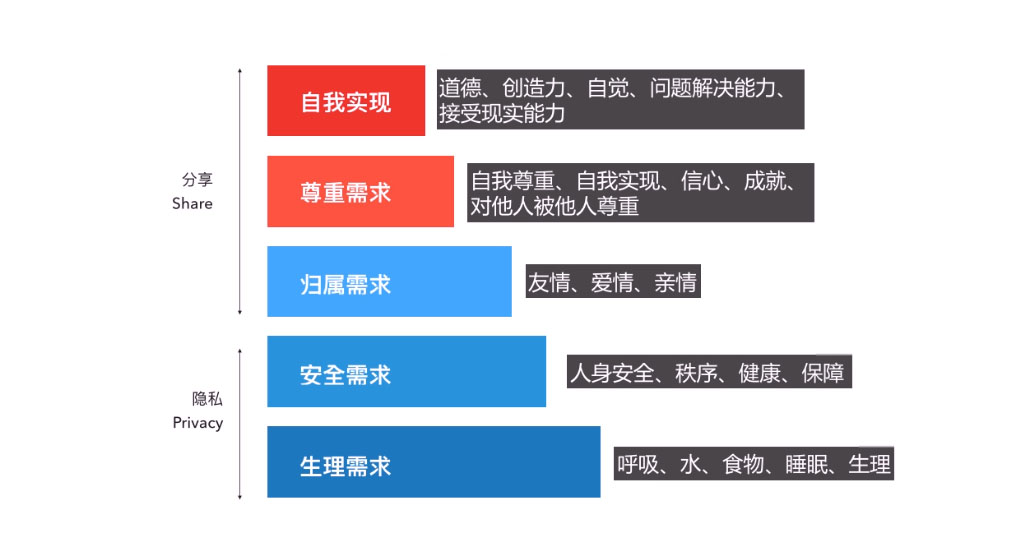 自我实现
道德、创造力、自觉、问题解决能力、
接受现实能力
分享
Share
尊重需求
自我尊重、自我实现、信心、成就、
对他人被他人尊重
归属需求
友情、爱情、亲情
安全需求
人身安全、秩序、健康、保障
隐私
Privacy
生理需求
呼吸、水、食物、睡眠、生理